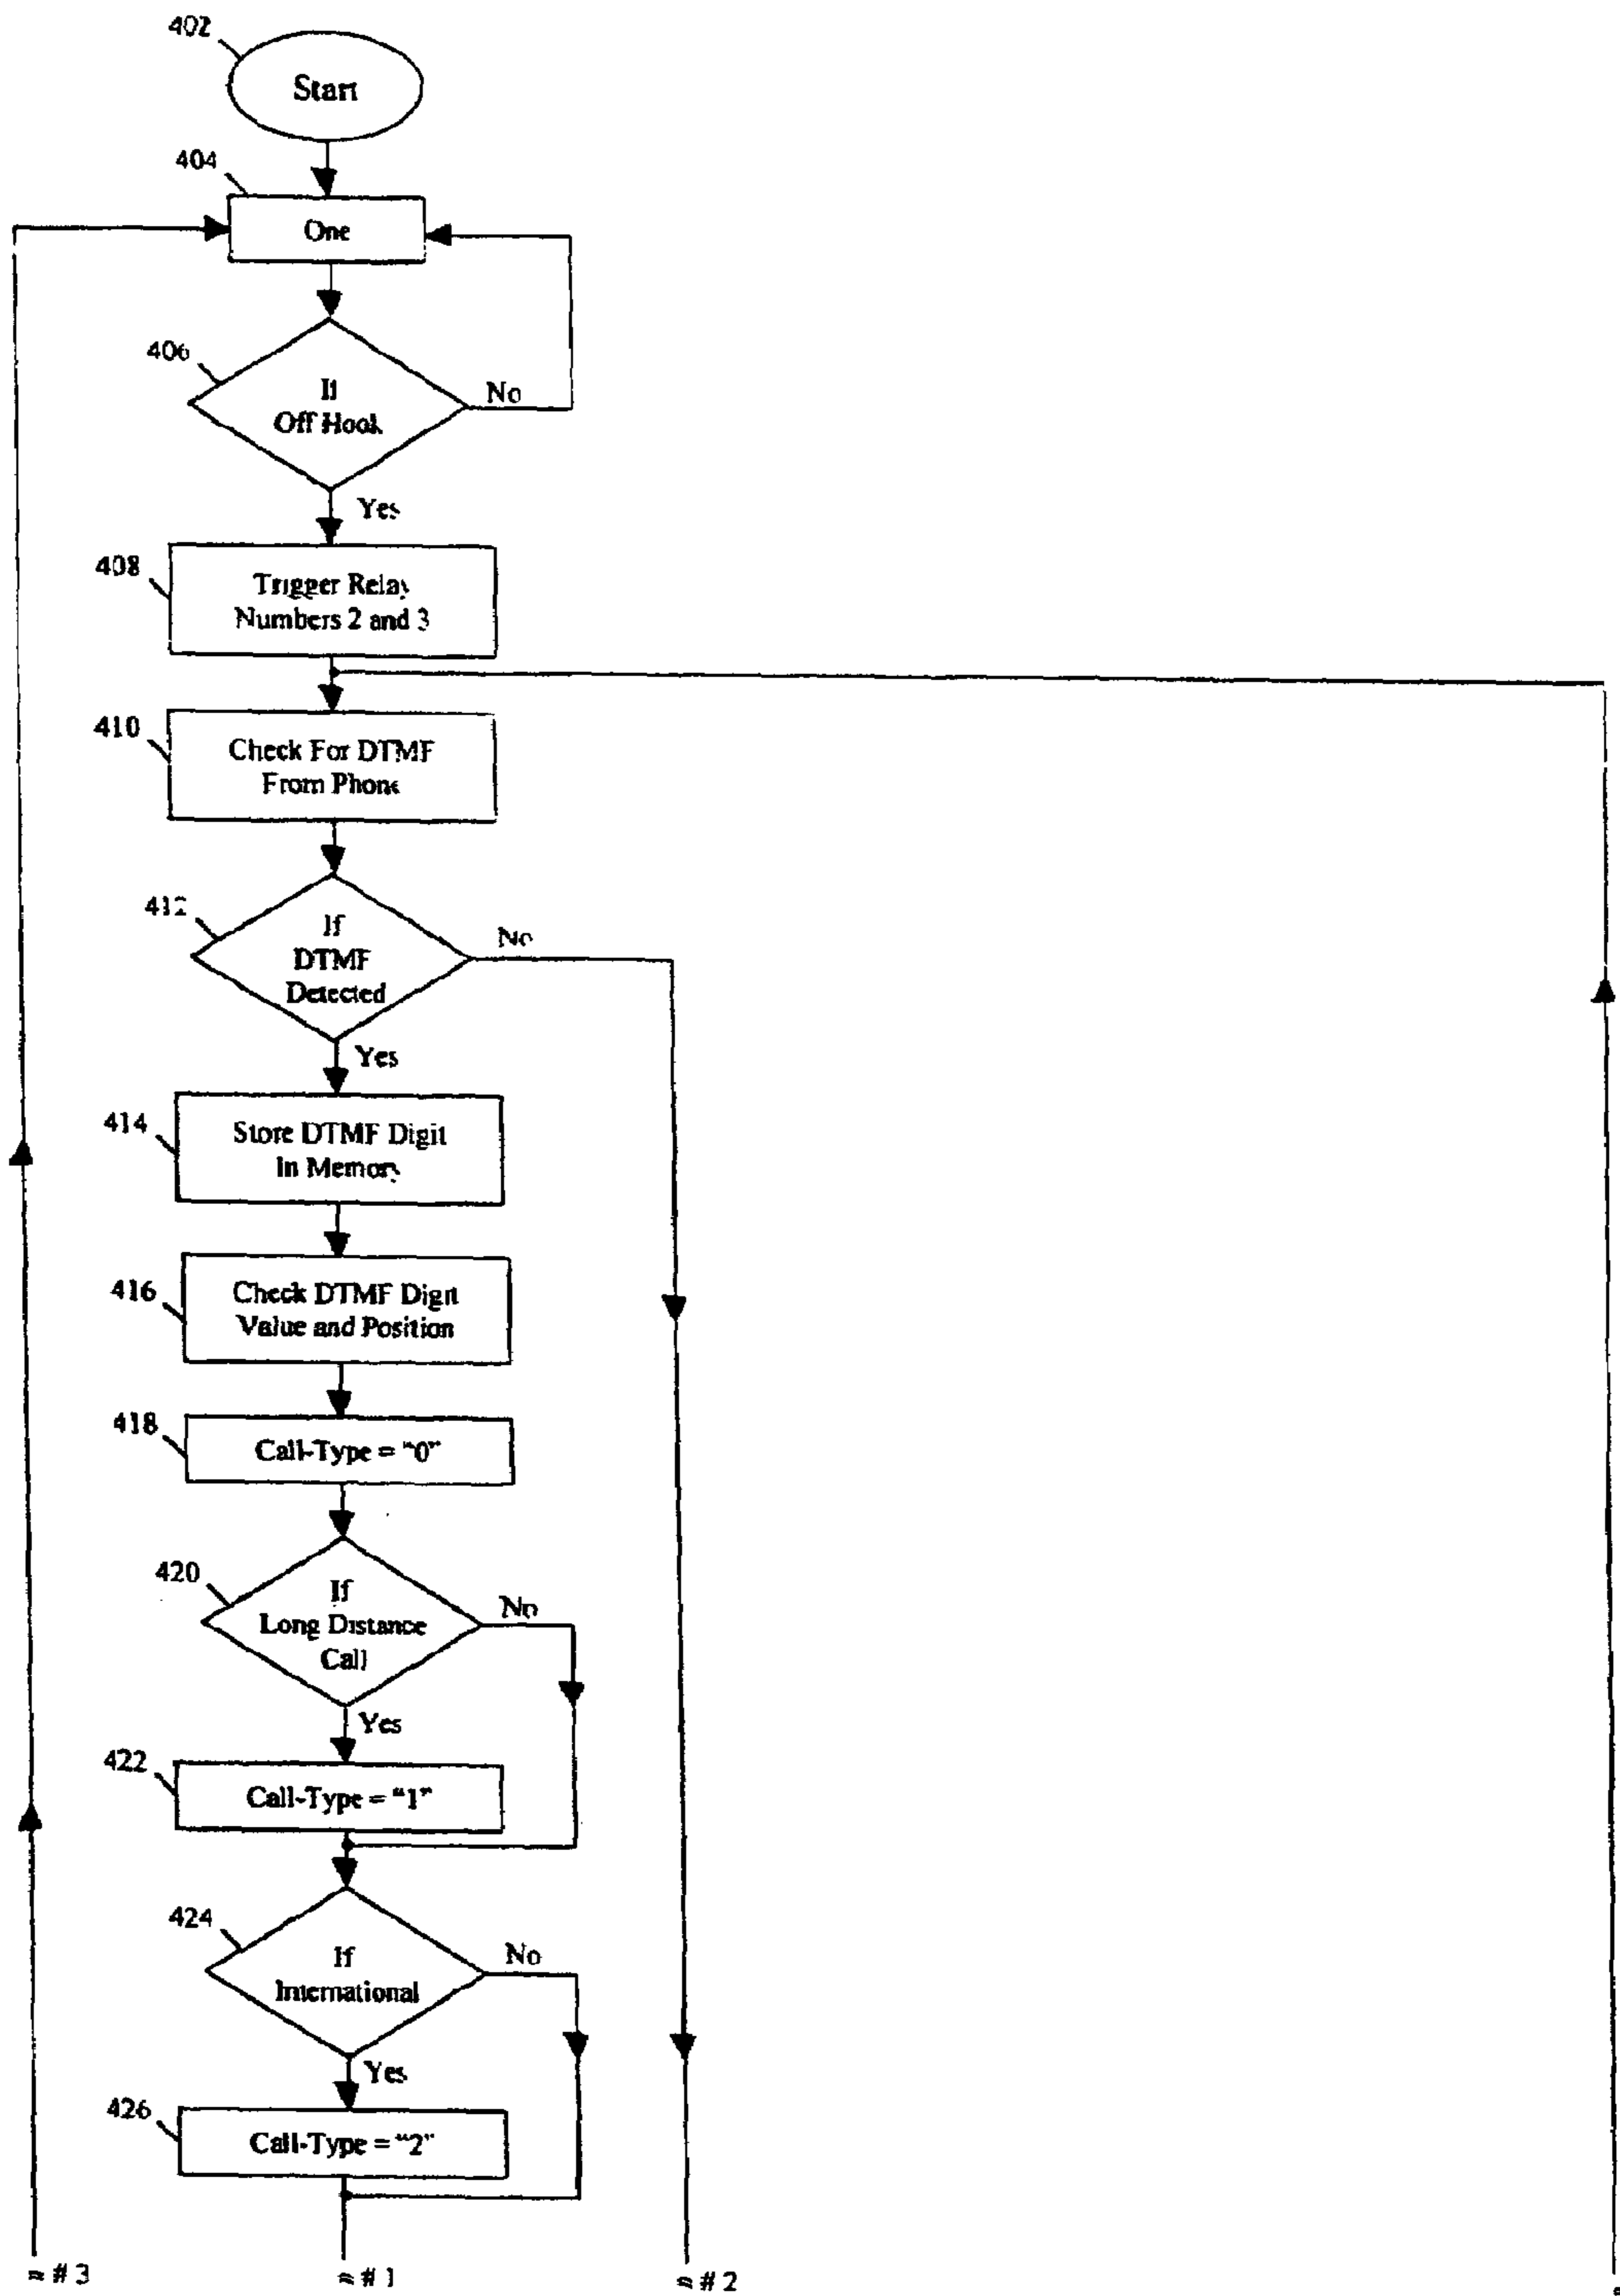 402
Start
404
One
406
If
Off Hook
No
Yes
408
Trigger Relay
Numbers 2 and 3
410
Check For DTMF
From Phone
412
If
DTMF
Detected
No
Yes
414
Store DTMF Digit
In Memory
416
Check DTMF Digit
Value and Position
418
Call-Type = "0"
420
If
Long Distance
Call
No
Yes
422
Call-Type = "1"
424
If
International
No
Yes
426
Call-Type = "2"
# 3
# 1
# 2